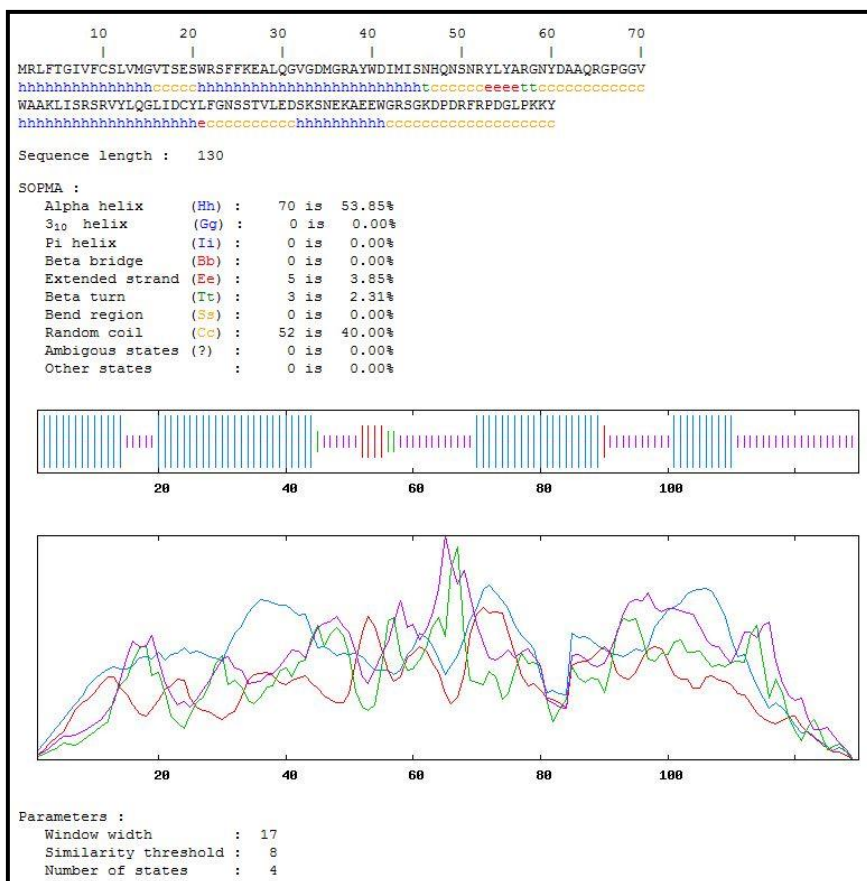 10 20 30 40 50 60 70
| | | | | | |
MRLFTGIVFCSLVMGVTSESWRSFFKEALQGVGDMGRAYWDIMISNHQNSNRYLYARGNYDAAQRGPGGV
hhhhhhhhhhhhhhhccccchhhhhhhhhhhhhhhhhhhhhhhhhtcccccceeeettcccccccccccc
WAAKLISRSRVYLQGLIDCYLFGNSSTVLEDSKSNEKAEEWGRSGKDPDRFRPDGLPKKY
hhhhhhhhhhhhhhhhhhhhecccccccccchhhhhhhhhhccccccccccccccccccc
Sequence length : 130
SOPMA :
Alpha helix (Hh) : 70 is 53.85%
3₁₀ helix (Gg) : 0 is 0.00%
Pi helix (Ii) : 0 is 0.00%
Beta bridge (Bb) : 0 is 0.00%
Extended strand (Ee) : 5 is 3.85%
Beta turn (Tt) : 3 is 2.31%
Bend region (Ss) : 0 is 0.00%
Random coil (Cc) : 52 is 40.00%
Ambigous states (?) : 0 is 0.00%
Other states : 0 is 0.00%
20 40 60 80 100
20 40 60 80 100
Parameters :
Window width : 17
Similarity threshold : 8
Number of states : 4